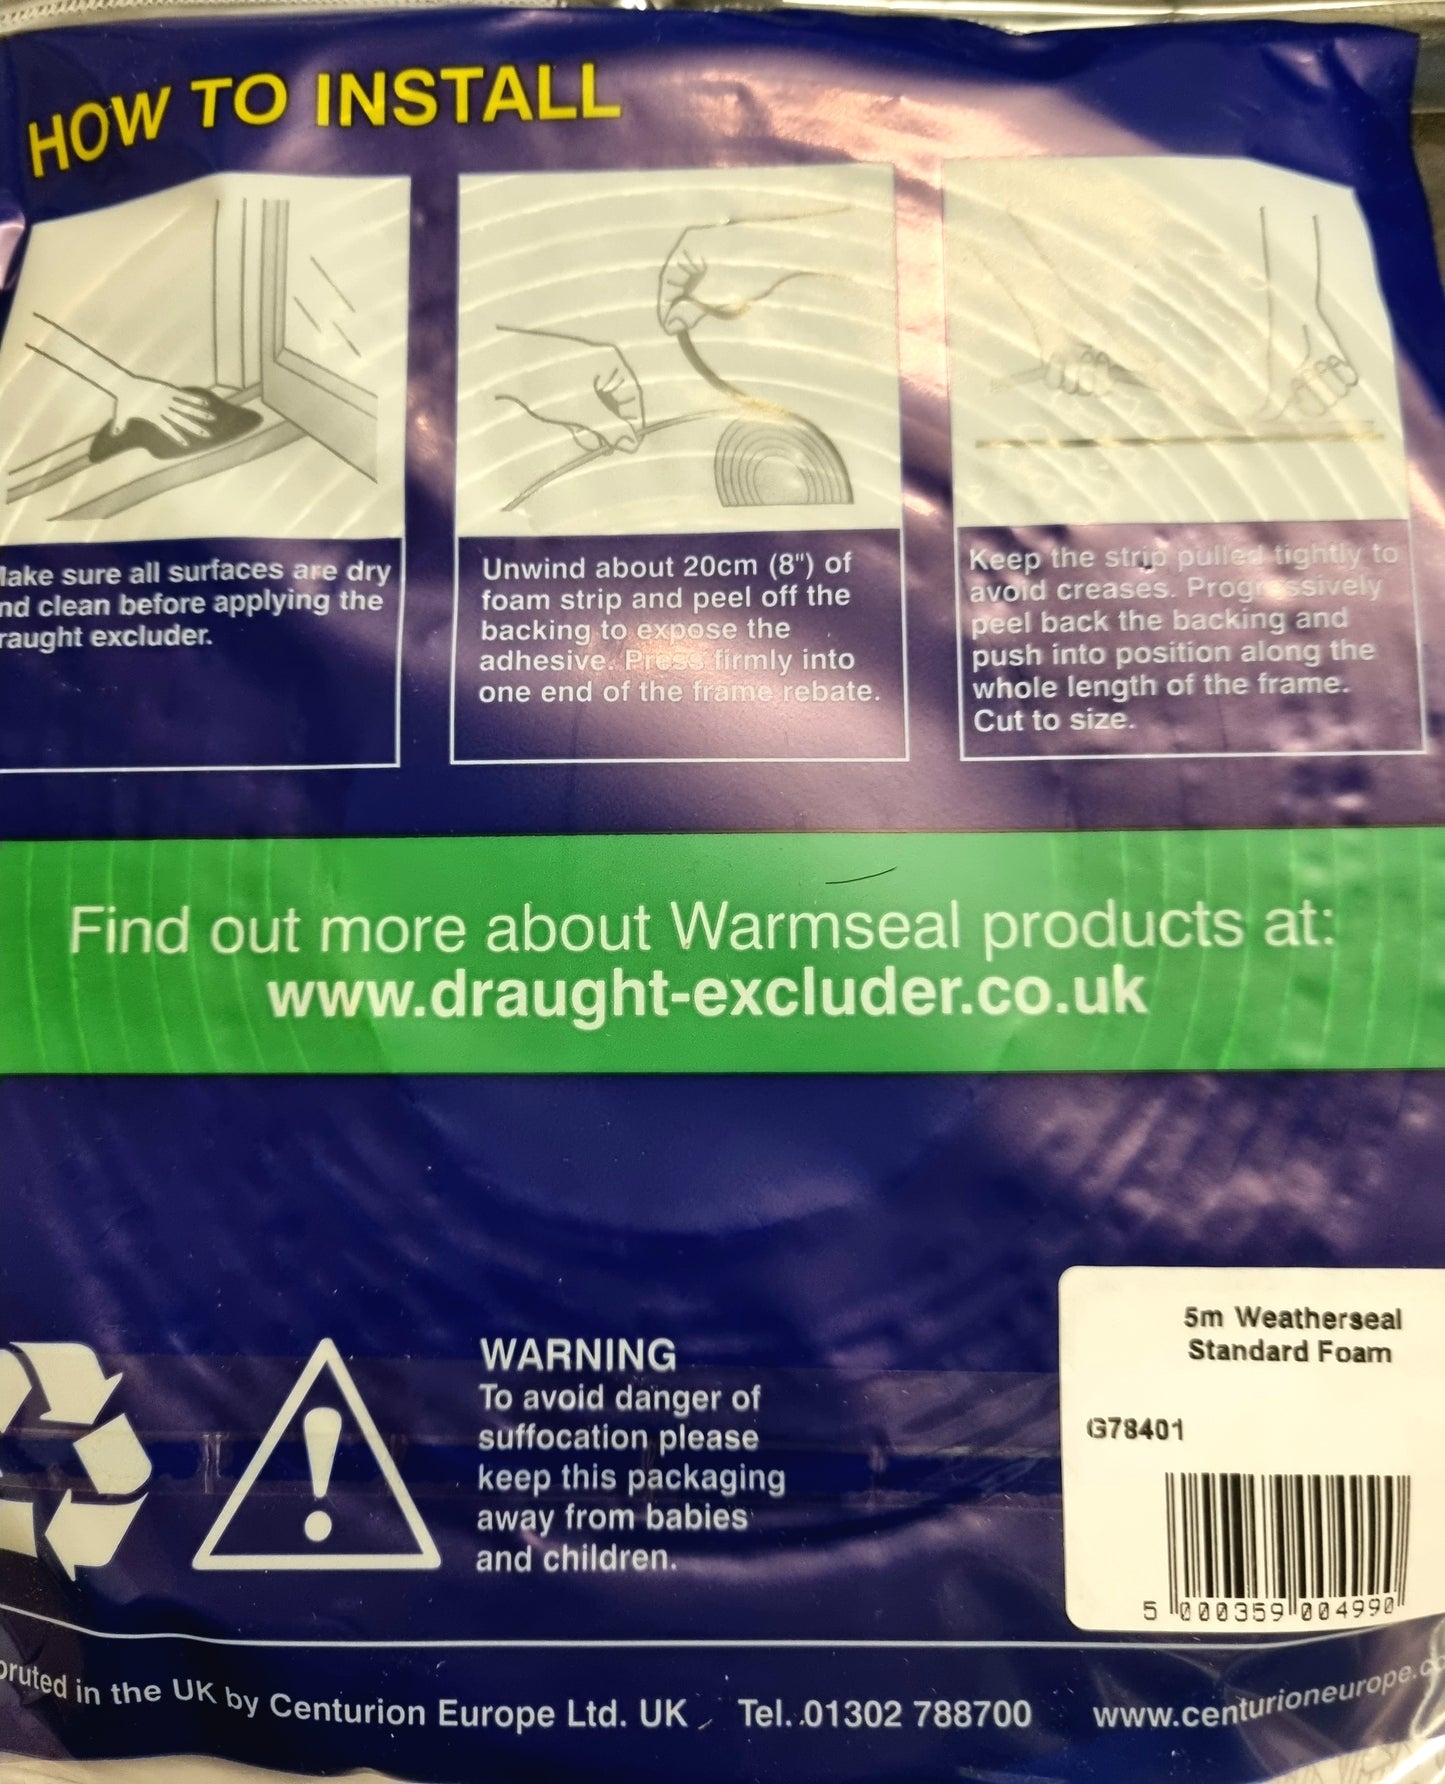 HOW TO INSTALL
ake sure all surfaces are dry
nd clean before applying the
raught excluder.
Unwind about 20cm (8") of
foam strip and peel off the
backing to expose the
adhesive. Press firmly into
one end of the frame rebate.
Keep the strip pulled tightly to
avoid creases. Progressively
peel back the backing and
push into position along the
whole length of the frame.
Cut to size.
Find out more about Warmseal products at:
www.draught-excluder.co.uk
WARNING
To avoid danger of
suffocation please
keep this packaging
away from babies
and children.
5m Weatherseal
Standard Foam
G78401
5 000359 004990
in the UK by Centurion Europe Ltd. UK Tel. 01302 788700 www.centurioneurope.co